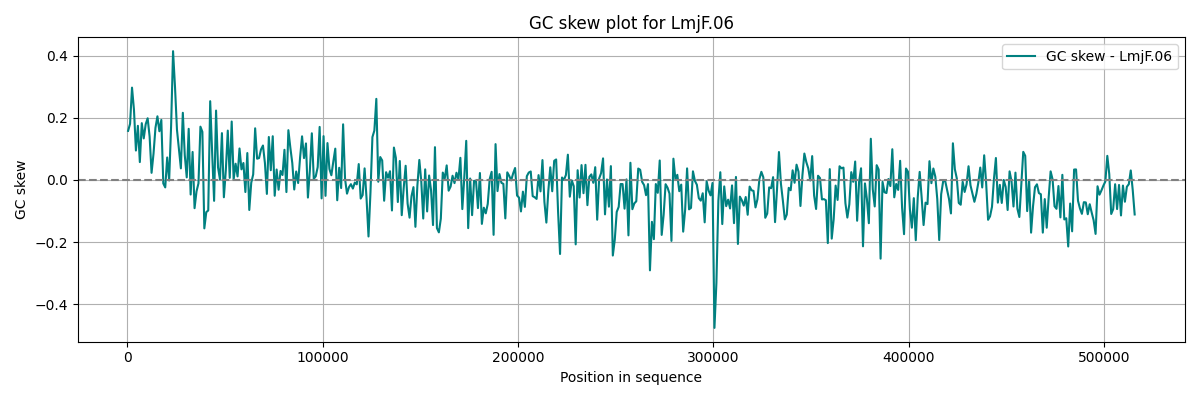 GC skew plot for LmjF.06
GC skew - LmjF.06
GC skew
0.4
0.2
0.0
−0.2
−0.4
0 100000 200000 300000 400000 500000
Position in sequence